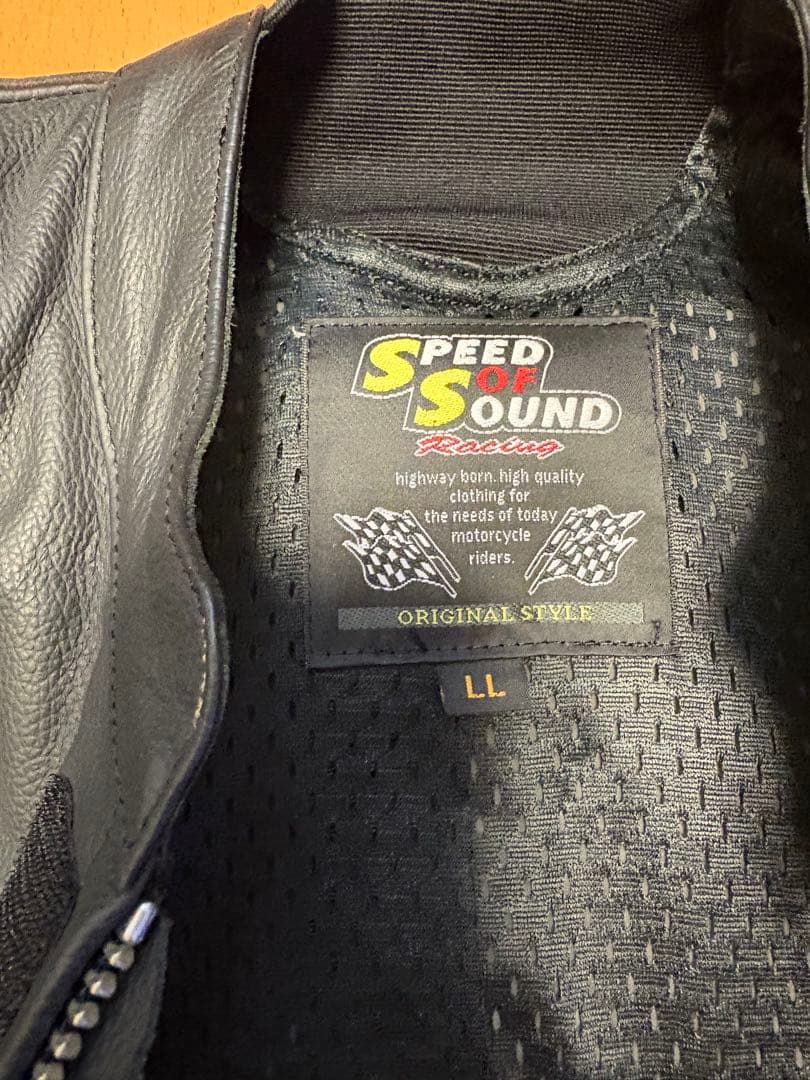 SPEED
OF
SOUND
Racing
highway born. high quality
clothing for
the needs of today
motorcycle
riders.
ORIGINAL STYLE
LL